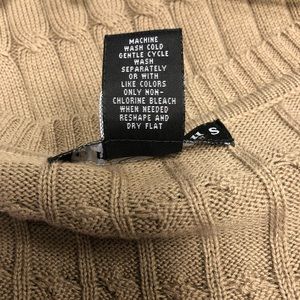 MACHINE
WASH COLD
GENTLE CYCLE
WASH
SEPARATELY
OR WITH
LIKE COLORS
ONLY NON-
CHLORINE BLEACH
WHEN NEEDED
RESHAPE AND
DRY FLAT
S